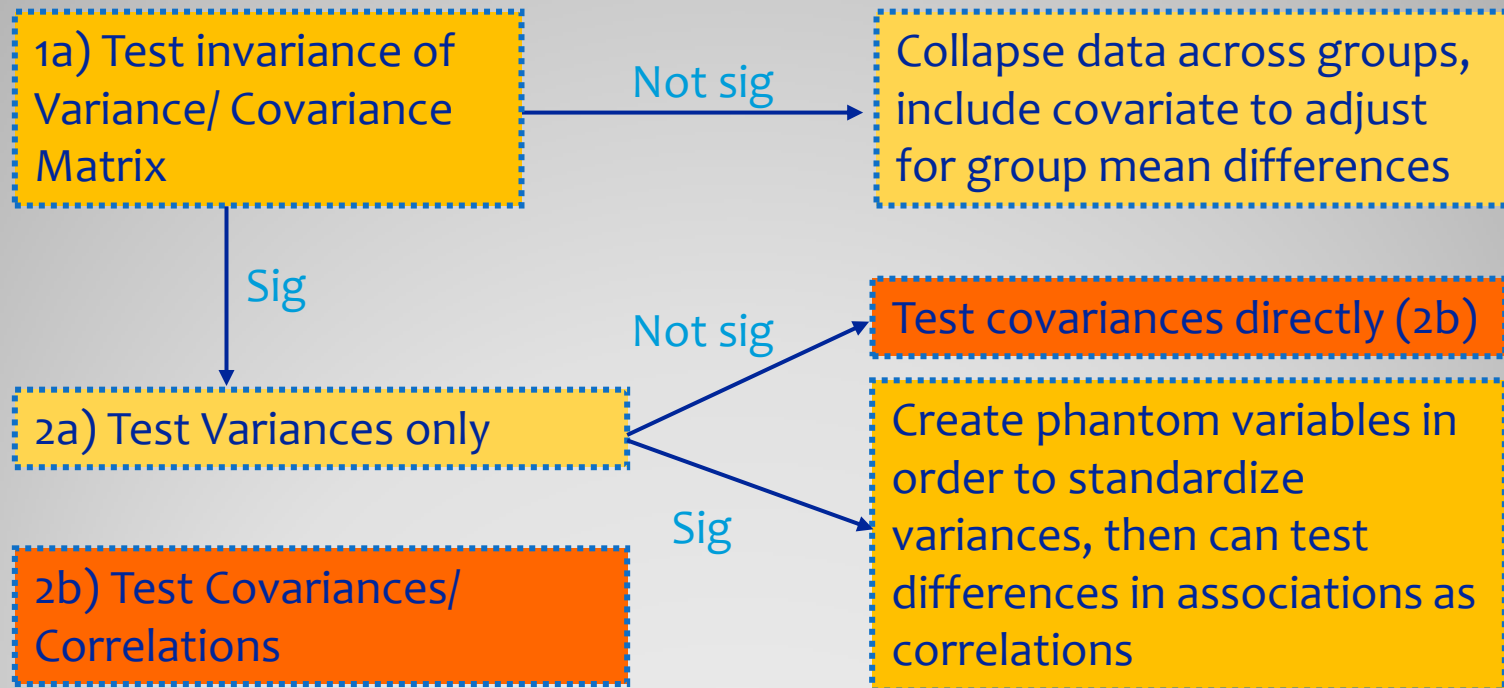 1a) Test invariance of
Variance/ Covariance
Matrix
Not sig
Collapse data across groups,
include covariate to adjust
for group mean differences
Sig
2a) Test Variances only
Not sig
Test covariances directly (2b)
Sig
Create phantom variables in
order to standardize
variances, then can test
differences in associations as
correlations
2b) Test Covariances/
Correlations